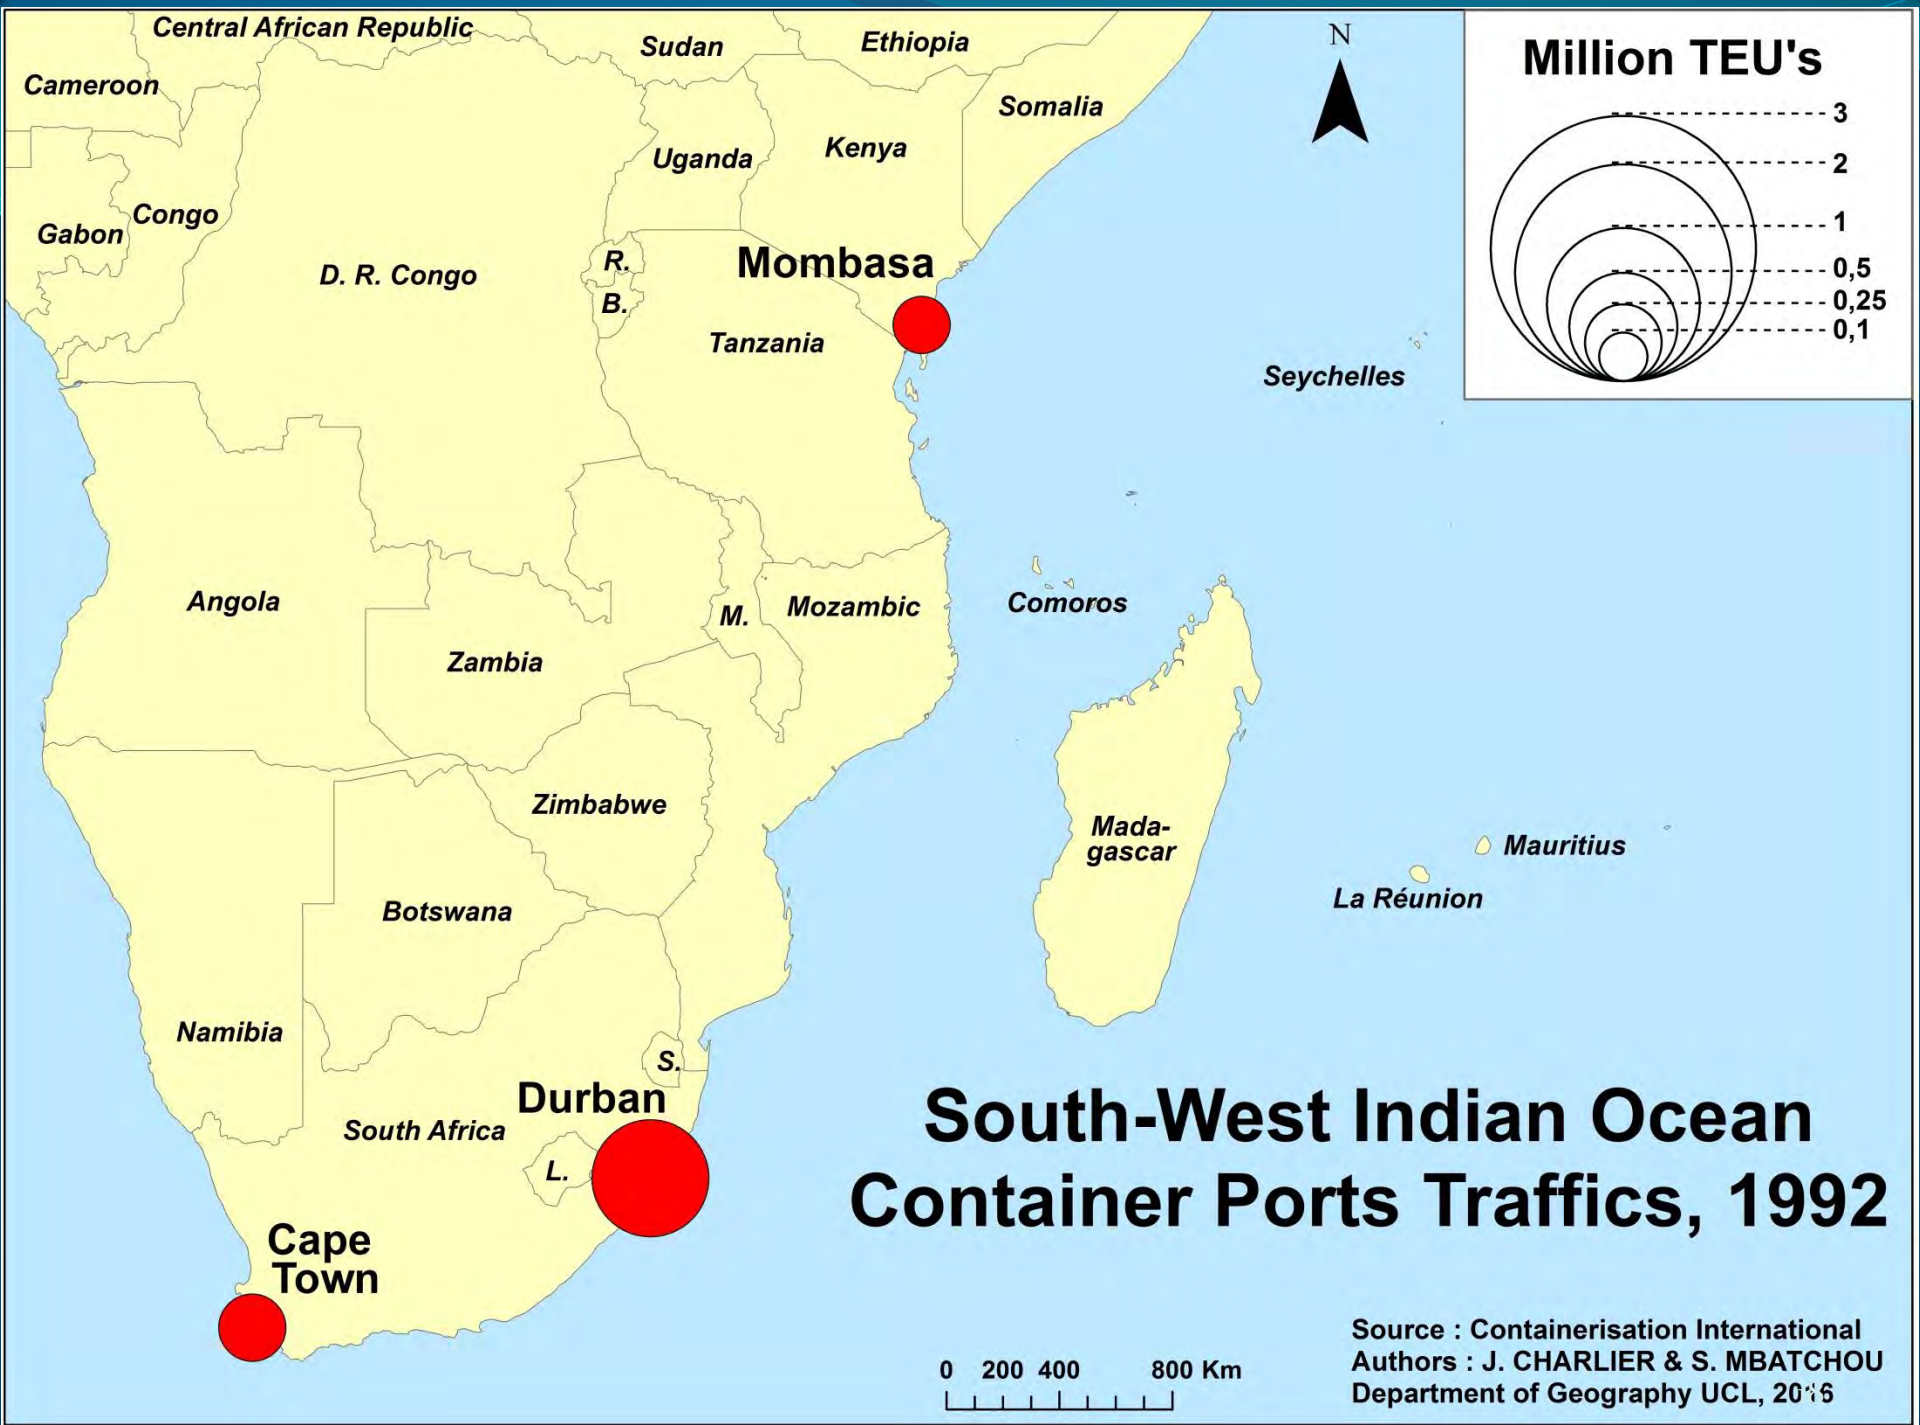 Central African Republic
Sudan
Ethiopia
Cameroon
Somalia
Uganda
Kenya
Gabon
Congo
D. R. Congo
R.
B.
Mombasa
Tanzania
Seychelles
N
Million TEU's
3
2
1
0,5
0,25
0,1
Angola
Zambia
M.
Mozambic
Comoros
Zimbabwe
Mada-
gascar
Mauritius
La Réunion
Botswana
Namibia
S.
Durban
South Africa
L.
Cape
Town
South-West Indian Ocean
Container Ports Traffics, 1992
0 200 400 800 Km
Source : Containerisation International
Authors : J. CHARLIER & S. MBATCHOU
Department of Geography UCL, 2016